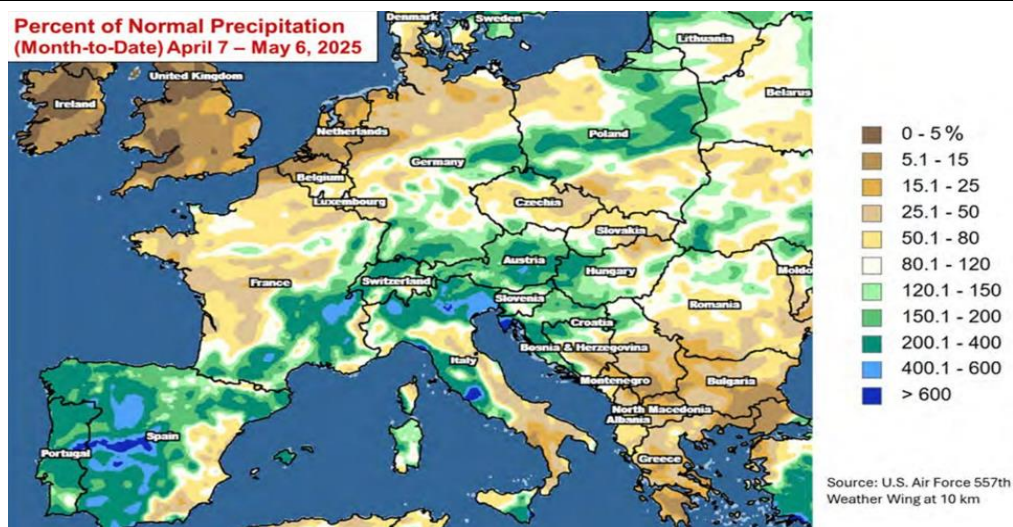 Percent of Normal Precipitation
(Month-to-Date) April 7 – May 6, 2025
Denmark
Sweden
Lithuania
United Kingdom
Ireland
Belarus
Netherlands
Poland
Germany
Belgium
Luxembourg
Czechia
Slovakia
Austria
France
Switzerland
Hungary
Moldo
Slovenia
Romania
Croatia
Bosnia & Herzegovina
Italy
Montenegro
Bulgaria
North Macedonia
Albania
Spain
Portugal
Greece
0 - 5 %
5.1 - 15
15.1 - 25
25.1 - 50
50.1 - 80
80.1 - 120
120.1 - 150
150.1 - 200
200.1 - 400
400.1 - 600
> 600
Source: U.S. Air Force 557th
Weather Wing at 10 km